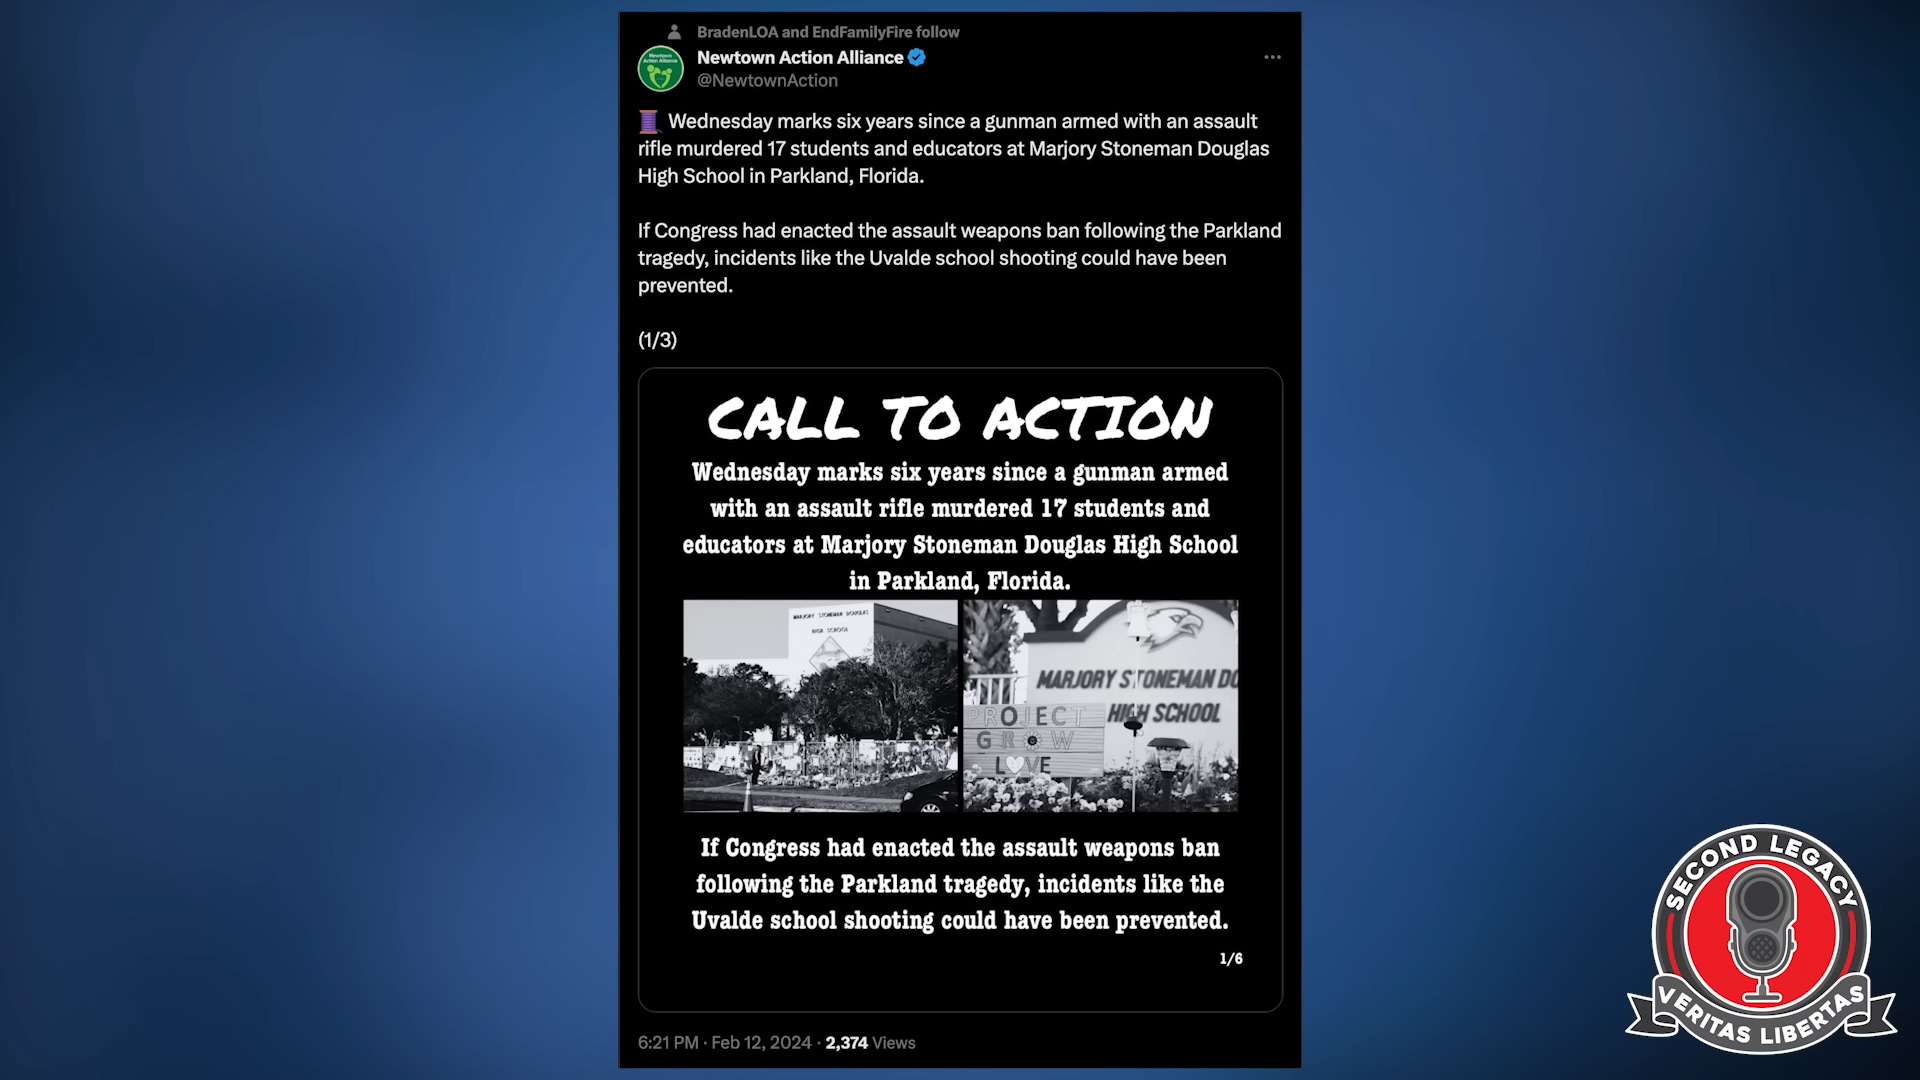 BradenLOA and EndFamilyFire follow
Newtown Action Alliance
@NewtownAction
Wednesday marks six years since a gunman armed with an assault
rifle murdered 17 students and educators at Marjory Stoneman Douglas
High School in Parkland, Florida.
If Congress had enacted the assault weapons ban following the Parkland
tragedy, incidents like the Uvalde school shooting could have been
prevented.
(1/3)
CALL TO ACTION
Wednesday marks six years since a gunman armed
with an assault rifle murdered 17 students and
educators at Marjory Stoneman Douglas High School
in Parkland, Florida.
MARJORY STONEMAN DOUGLAS
HIGH SCHOOL
MARJORY STONEMAN DO
HIGH SCHOOL
PROJECT
GROW
LOVE
If Congress had enacted the assault weapons ban
following the Parkland tragedy, incidents like the
Uvalde school shooting could have been prevented.
1/6
6:21 PM · Feb 12, 2024 · 2,374 Views
SECOND LEGACY
VERITAS LIBERTAS